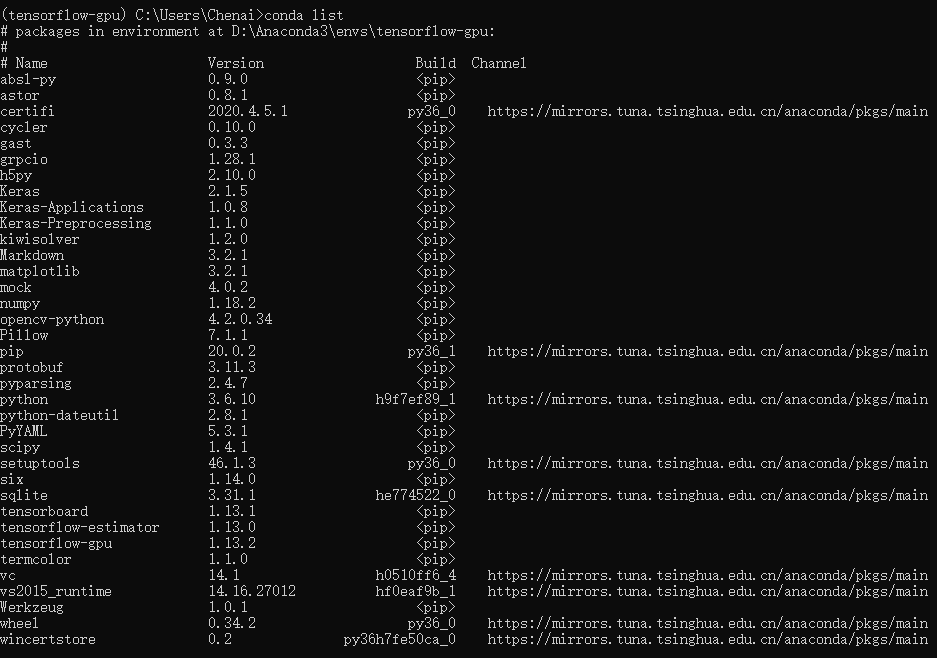 (tensorflow-gpu) C:\Users\Chenai>conda list
# packages in environment at D:\Anaconda3\envs\tensorflow-gpu:
#
# Name Version Build Channel
absl-py 0.9.0 <pip>
astor 0.8.1 <pip>
certifi 2020.4.5.1 py36_0 https://mirrors.tuna.tsinghua.edu.cn/anaconda/pkgs/main
cycler 0.10.0 <pip>
gast 0.3.3 <pip>
grpcio 1.28.1 <pip>
h5py 2.10.0 <pip>
Keras 2.1.5 <pip>
Keras-Applications 1.0.8 <pip>
Keras-Preprocessing 1.1.0 <pip>
kiwisolver 1.2.0 <pip>
Markdown 3.2.1 <pip>
matplotlib 3.2.1 <pip>
mock 4.0.2 <pip>
numpy 1.18.2 <pip>
opencv-python 4.2.0.34 <pip>
Pillow 7.1.1 <pip>
pip 20.0.2 py36_1 https://mirrors.tuna.tsinghua.edu.cn/anaconda/pkgs/main
protobuf 3.11.3 <pip>
pyparsing 2.4.7 <pip>
python 3.6.10 h9f7ef89_1 https://mirrors.tuna.tsinghua.edu.cn/anaconda/pkgs/main
python-dateutil 2.8.1 <pip>
PyYAML 5.3.1 <pip>
scipy 1.4.1 <pip>
setuptools 46.1.3 py36_0 https://mirrors.tuna.tsinghua.edu.cn/anaconda/pkgs/main
six 1.14.0 <pip>
sqlite 3.31.1 he774522_0 https://mirrors.tuna.tsinghua.edu.cn/anaconda/pkgs/main
tensorboard 1.13.1 <pip>
tensorflow-estimator 1.13.0 <pip>
tensorflow-gpu 1.13.2 <pip>
termcolor 1.1.0 <pip>
vc 14.1 h0510ff6_4 https://mirrors.tuna.tsinghua.edu.cn/anaconda/pkgs/main
vs2015_runtime 14.16.27012 hf0eaf9b_1 https://mirrors.tuna.tsinghua.edu.cn/anaconda/pkgs/main
Werkzeug 1.0.1 <pip>
wheel 0.34.2 py36_0 https://mirrors.tuna.tsinghua.edu.cn/anaconda/pkgs/main
wincertstore 0.2 py36h7fe50ca_0 https://mirrors.tuna.tsinghua.edu.cn/anaconda/pkgs/main